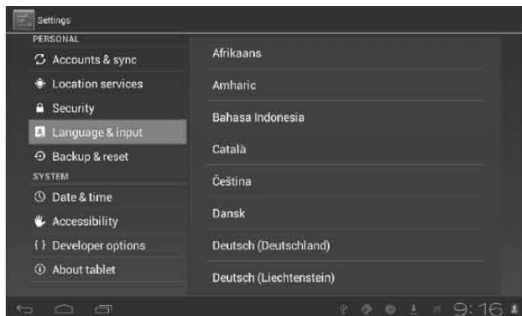 Settings
PERSONAL
Accounts & sync
Location services
Security
Language & input
Backup & reset
SYSTEM
Date & time
Accessibility
Developer options
About tablet
Afrikaans
Amharic
Bahasa Indonesia
Català
Čeština
Dansk
Deutsch (Deutschland)
Deutsch (Liechtenstein)
9:16